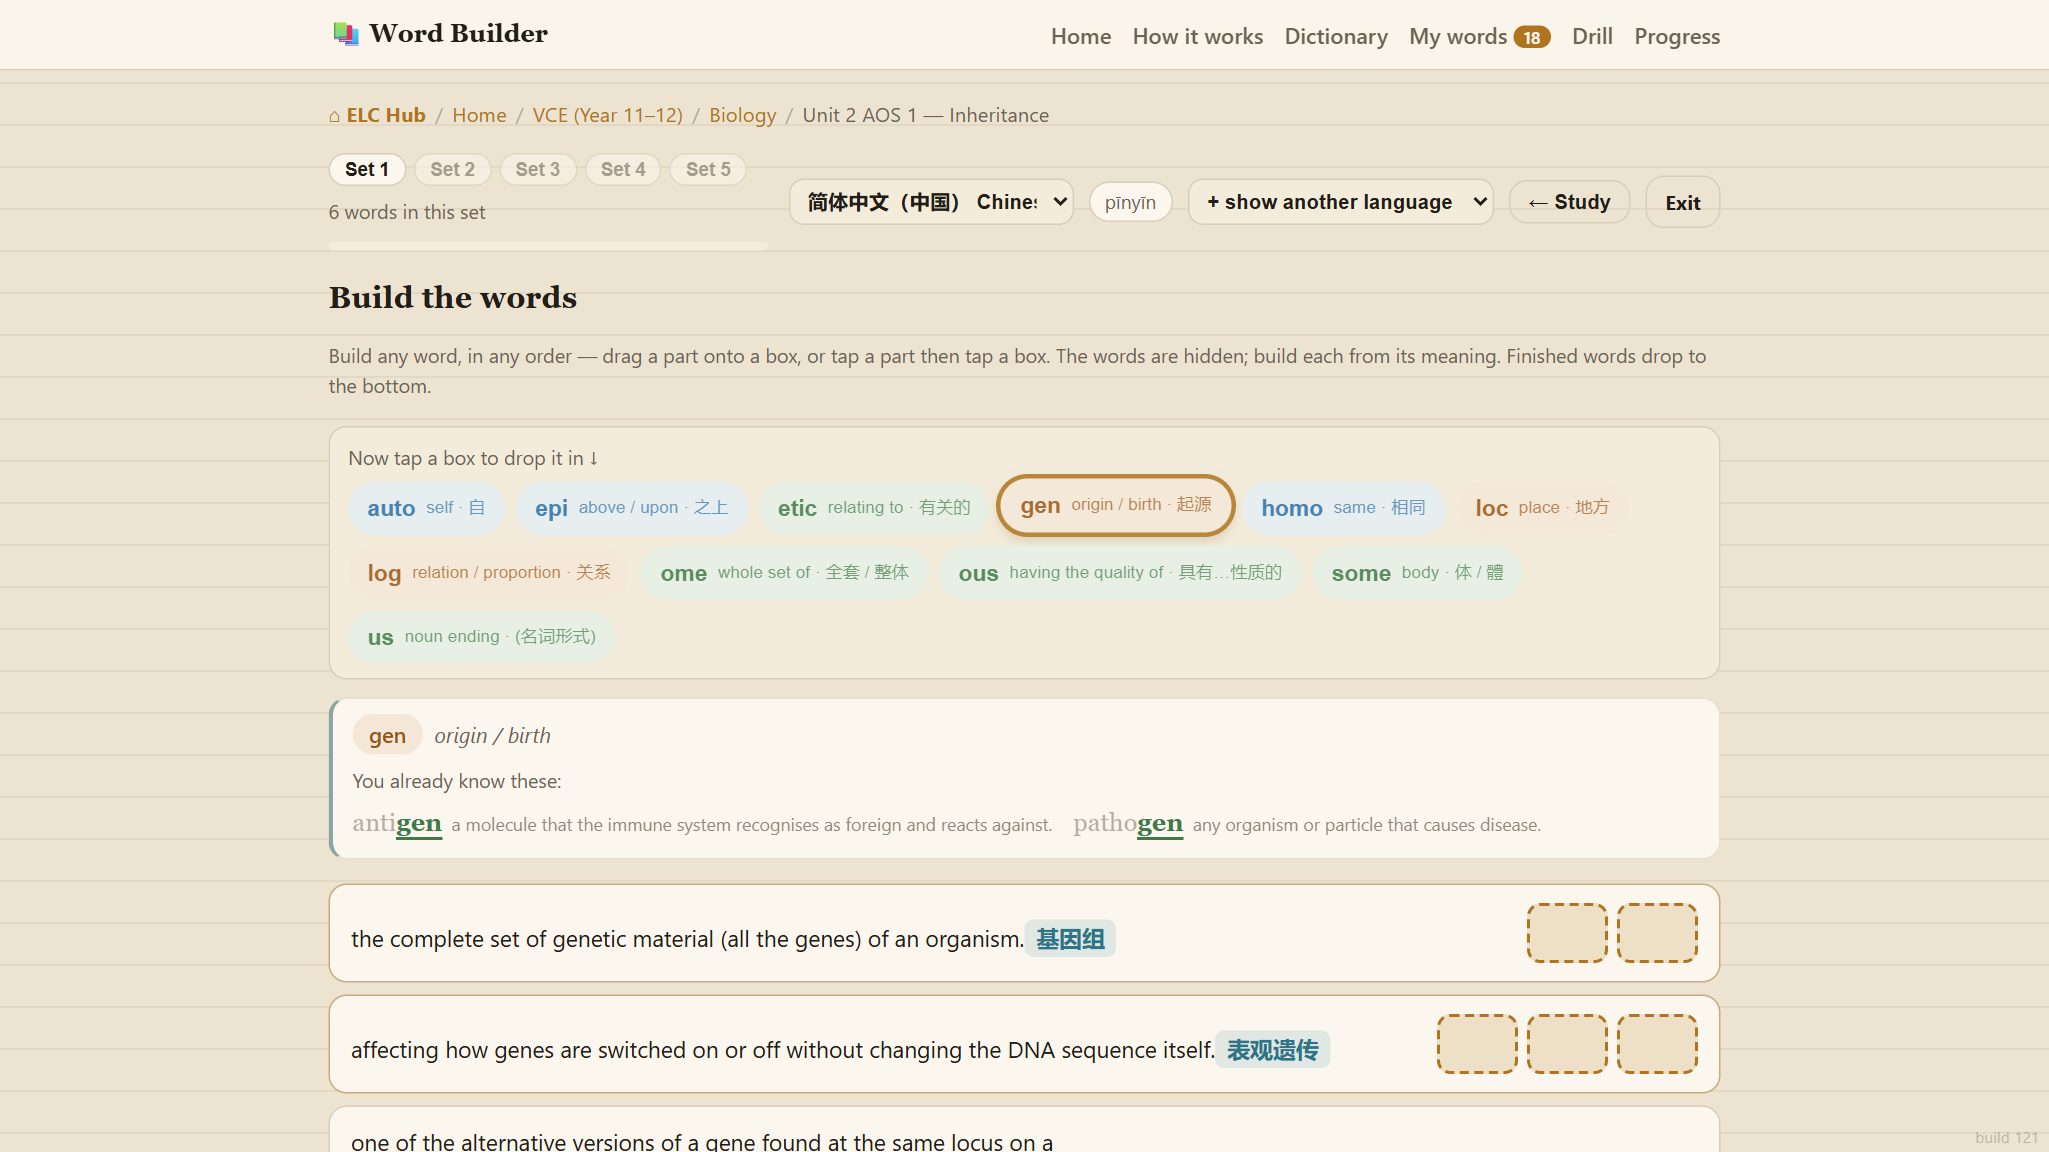 Word Builder
Home How it works Dictionary My words 18 Drill Progress
⌂ ELC Hub / Home / VCE (Year 11–12) / Biology / Unit 2 AOS 1 — Inheritance
Set 1 Set 2 Set 3 Set 4 Set 5
6 words in this set
简体中文（中国） Chines pīnyīn + show another language ← Study Exit
Build the words
Build any word, in any order — drag a part onto a box, or tap a part then tap a box. The words are hidden; build each from its meaning. Finished words drop to
the bottom.
Now tap a box to drop it in ↓
auto self · 自 epi above / upon · 之上 etic relating to · 有关的 gen origin / birth · 起源 homo same · 相同 loc place · 地方
log relation / proportion · 关系 ome whole set of · 全套 / 整体 ous having the quality of · 具有…性质的 some body · 体 / 體
us noun ending · (名词形式)
gen origin / birth
You already know these:
antigen a molecule that the immune system recognises as foreign and reacts against. pathogen any organism or particle that causes disease.
the complete set of genetic material (all the genes) of an organism. 基因组
affecting how genes are switched on or off without changing the DNA sequence itself. 表观遗传
one of the alternative versions of a gene found at the same locus on a
build 121